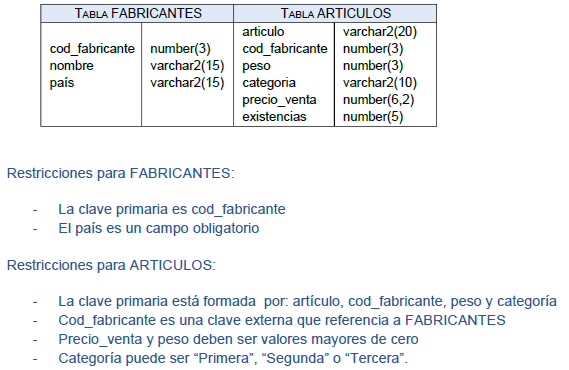 TABLA FABRICANTES TABLA ARTICULOS
articulo varchar2(20)
cod_fabricante number(3) cod_fabricante number(3)
nombre varchar2(15) peso number(3)
país varchar2(15) categoria varchar2(10)
precio_venta number(6,2)
existencias number(5)
Restricciones para FABRICANTES:
- La clave primaria es cod_fabricante
- El país es un campo obligatorio
Restricciones para ARTICULOS:
- La clave primaria está formada por: artículo, cod_fabricante, peso y categoría
- Cod_fabricante es una clave externa que referencia a FABRICANTES
- Precio_venta y peso deben ser valores mayores de cero
- Categoría puede ser “Primera”, “Segunda” o “Tercera”.